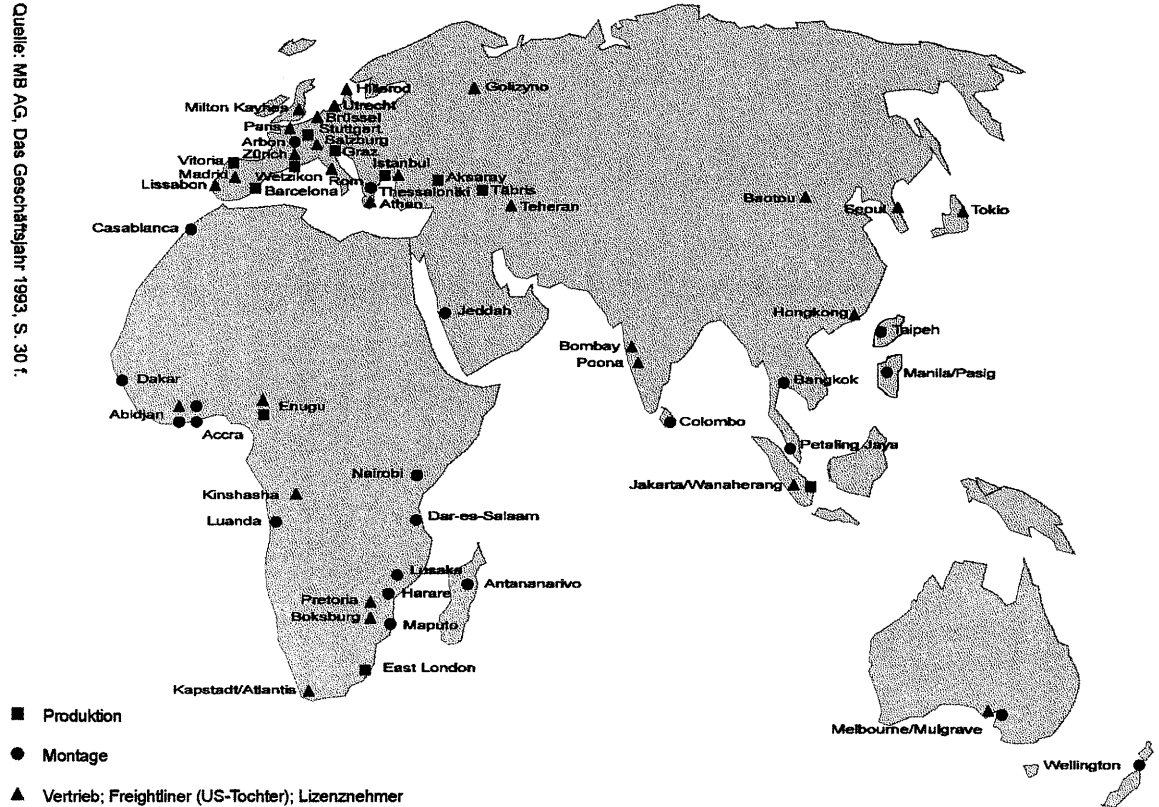 Quelle: MB AG, Das Geschäftsjahr 1993, S. 30 f.
Hillerod
Golizyno
Milton Kaynes
Utrecht
Brüssel
Paris
Stuttgart
Arbon
Salzburg
Zürich
Graz
Vitoria
Istanbul
Madrid
Wetzikon
Rom
Aksaray
Lissabon
Barcelona
Thessaloniki
Täbris
Athen
Teheran
Baotou
Seoul
Tokio
Casablanca
Jeddah
Hongkong
Taipeh
Bombay
Poona
Manila/Pasig
Dakar
Bangkok
Enugu
Abidjan
Accra
Colombo
Petaling Jaya
Nairobi
Jakarta/Wanaherang
Kinshasha
Luanda
Dar-es-Salaam
Lusaka
Antananarivo
Harare
Pretoria
Boksburg
Maputo
East London
Kapstadt/Atlantis
Melbourne/Mulgrave
Wellington
Produktion
Montage
Vertrieb; Freightliner (US-Tochter); Lizenznehmer